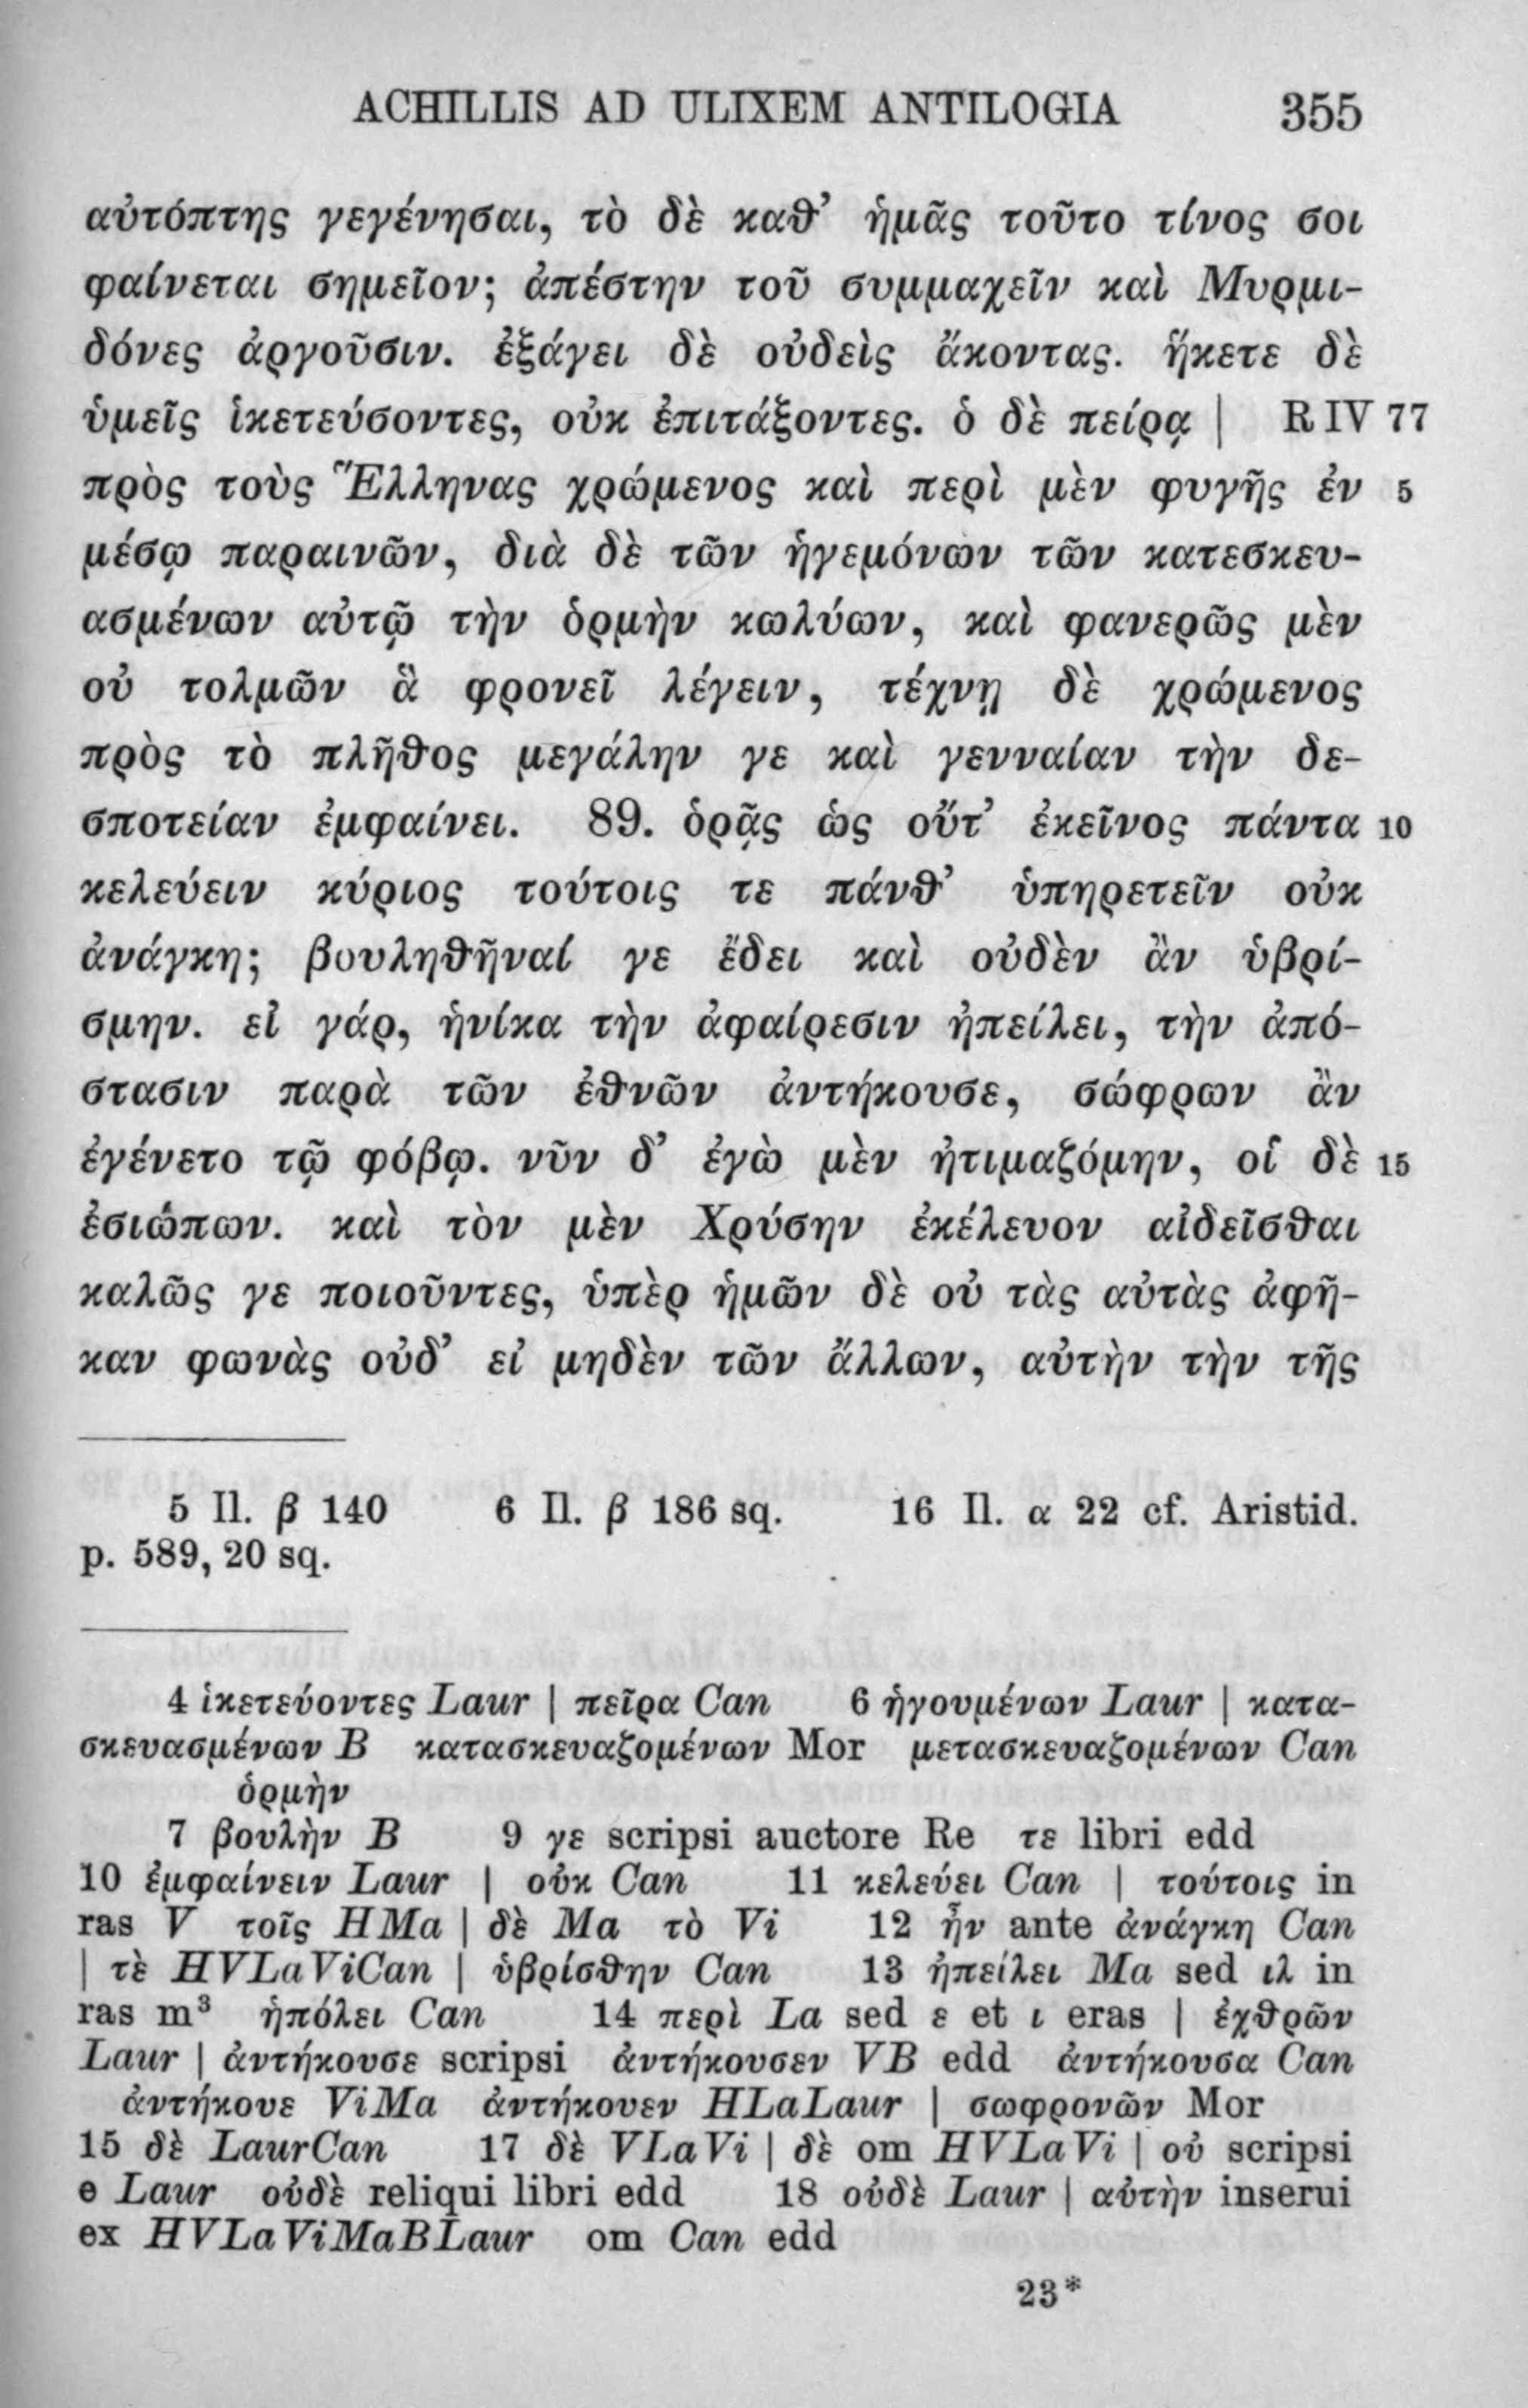 ACHILLIS AD ULIXEM ANTILOGIA 355
αὐτόπτης γεγένησαι, τὸ δὲ καθ’ ἡμᾶς τοῦτο τίνος σοι
φαίνεται σημεῖον; ἀπέστην τοῦ συμμαχεῖν καὶ Μυρμι-
δόνες ἀργοῦσιν. ἐξάγει δὲ οὐδεὶς ἄκοντας. ἥκετε δὲ
ὑμεῖς ἱκετεύσοντες, οὐκ ἐπιτάξοντες. ὁ δὲ πείρᾳ | R IV 77
πρὸς τοὺς Ἕλληνας χρώμενος καὶ περὶ μὲν φυγῆς ἐν 5
μέσῳ παραινῶν, διὰ δὲ τῶν ἡγεμόνων τῶν κατεσκευ-
ασμένων αὐτῷ τὴν ὁρμὴν κωλύων, καὶ φανερῶς μὲν
οὐ τολμῶν ἃ φρονεῖ λέγειν, τέχνῃ δὲ χρώμενος
πρὸς τὸ πλῆθος μεγάλην γε καὶ γενναίαν τὴν δε-
σποτείαν ἐμφαίνει. 89. ὁρᾷς ὡς οὔτ’ ἐκεῖνος πάντα 10
κελεύειν κύριος τούτοις τε πάνθ’ ὑπηρετεῖν οὐκ
ἀνάγκη; βουληθῆναί γε ἔδει καὶ οὐδὲν ἂν ὑβρί-
σμην. εἰ γάρ, ἡνίκα τὴν ἀφαίρεσιν ἠπείλει, τὴν ἀπό-
στασιν παρὰ τῶν ἐθνῶν ἀντήκουσε, σώφρων ἂν
ἐγένετο τῷ φόβῳ. νῦν δ’ ἐγὼ μὲν ἠτιμαζόμην, οἱ δὲ 15
ἐσιώπων. καὶ τὸν μὲν Χρύσην ἐκέλευον αἰδεῖσθαι
καλῶς γε ποιοῦντες, ὑπὲρ ἡμῶν δὲ οὐ τὰς αὐτὰς ἀφῆ-
καν φωνὰς οὐδ’ εἰ μηδὲν τῶν ἄλλων, αὐτὴν τὴν τῆς
5 Il. β 140 6 Il. β 186 sq. 16 Il. α 22 cf. Aristid.
p. 589, 20 sq.
4 ἱκετεύοντες Laur | πεῖρα Can 6 ἡγουμένων Laur | κατα-
σκευασμένων B κατασκευαζομένων Mor μετασκευαζομένων Can
ὁρμὴν
7 βουλὴν B 9 γε scripsi auctore Re τε libri edd
10 ἐμφαίνειν Laur | οὐκ Can 11 κελεύει Can | τούτοις in
ras V τοῖς HMa | δὲ Ma τὸ Vi 12 ἦν ante ἀνάγκη Can
| τὲ HVLaViCan | ὑβρίσθην Can 13 ἠπείλει Ma sed ιλ in
ras m³ ἠπόλει Can 14 περὶ La sed ε et ι eras | ἐχθρῶν
Laur | ἀντήκουσε scripsi ἀντήκουσεν VB edd ἀντήκουσα Can
ἀντήκουε ViMa ἀντήκουεν HLaLaur | σωφρονῶν Mor
15 δὲ LaurCan 17 δὲ VLaVi | δὲ om HVLaVi | οὐ scripsi
e Laur οὐδὲ reliqui libri edd 18 οὐδὲ Laur | αὐτὴν inserui
ex HVLaViMaBLaur om Can edd
23*